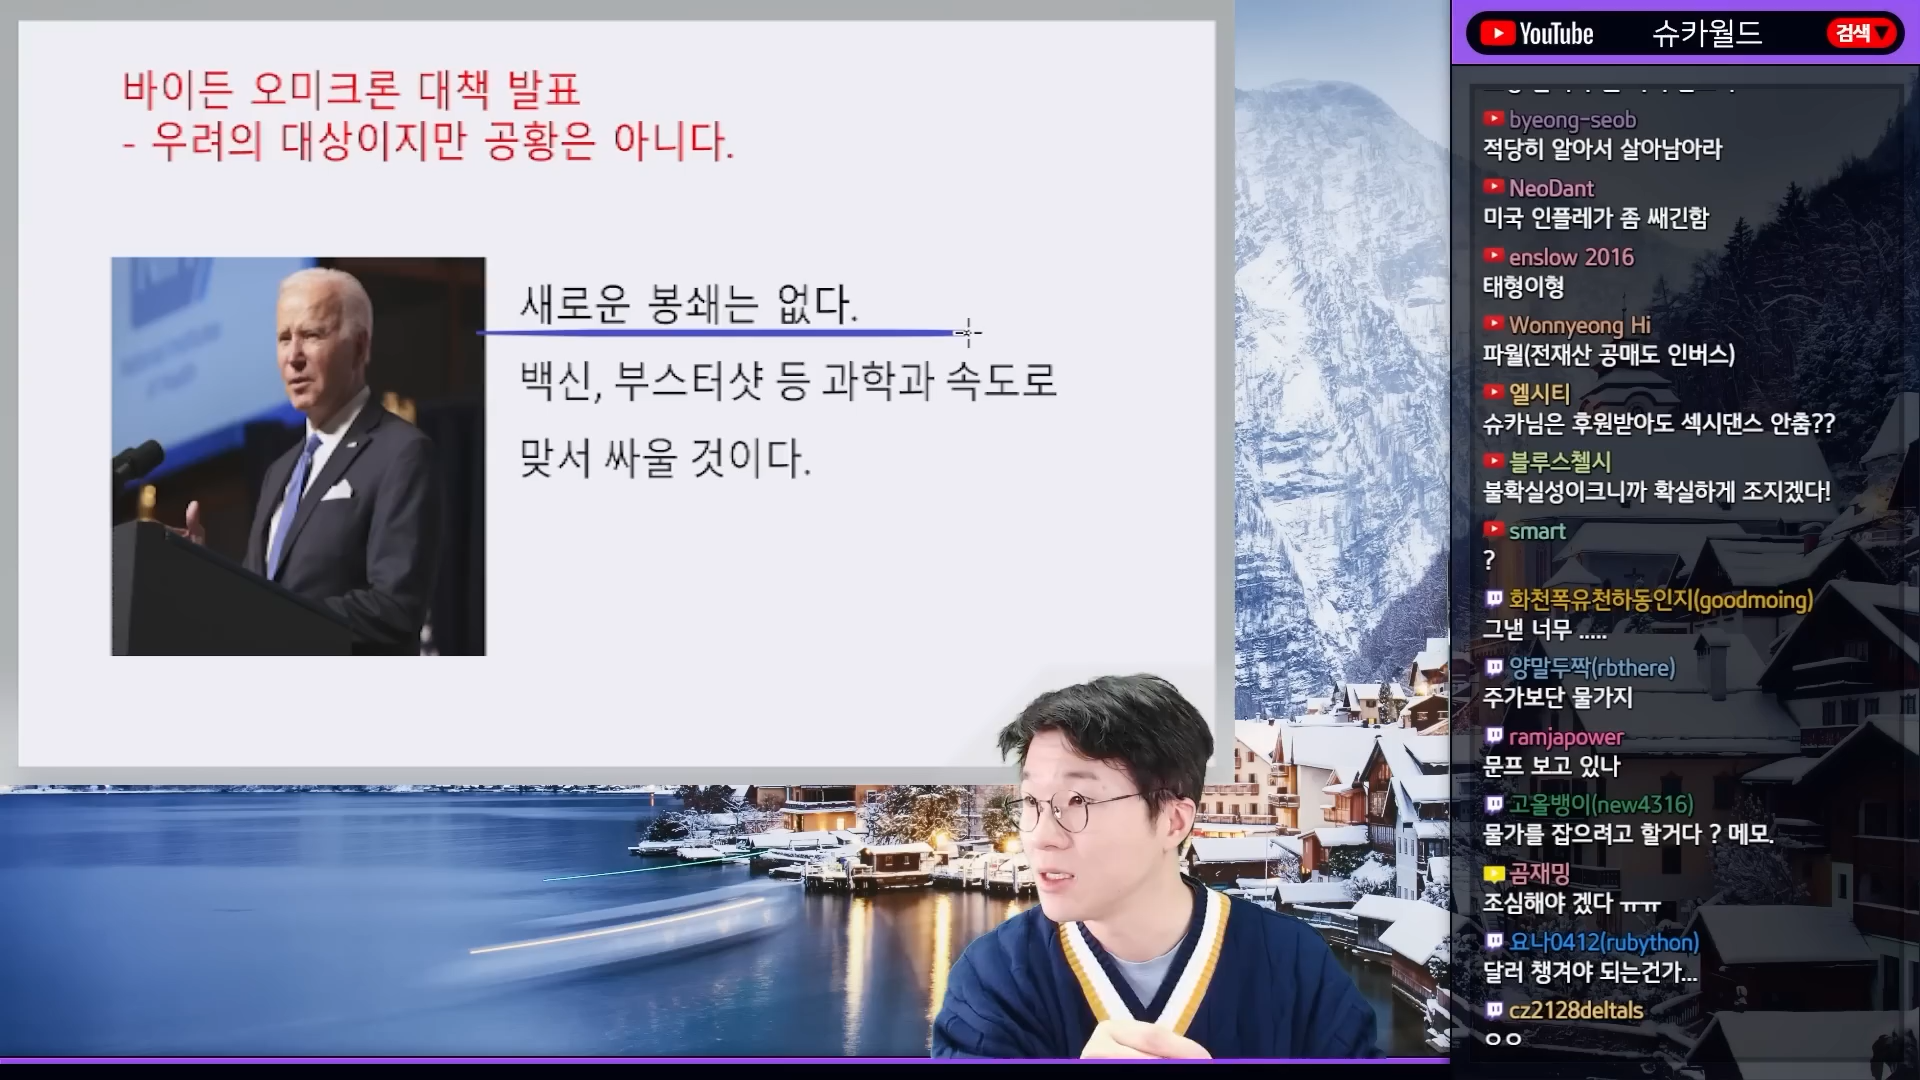 바이든 오미크론 대책 발표
- 우려의 대상이지만 공황은 아니다.
새로운 봉쇄는 없다.
백신, 부스터샷 등 과학과 속도로
맞서 싸울 것이다.
YouTube 슈카월드 검색▼
byeong-seob
적당히 알아서 살아남아라
NeoDant
미국 인플레가 좀 쌔긴함
enslow 2016
태형이형
Wonnyeong Hi
파월(전재산 공매도 인버스)
엘시티
슈카님은 후원받아도 섹시댄스 안춤??
블루스첼시
불확실성이크니까 확실하게 조지겠다!
smart
?
화천폭유천하동인지(goodmoing)
그낸 너무 .....
양말두짝(rbthere)
주가보단 물가지
ramjapower
문프 보고 있나
고올뱅이(new4316)
물가를 잡으려고 할거다 ? 메모.
곰재밍
조심해야 겠다 ㅠㅠ
요나0412(rubython)
달러 챙겨야 되는건가...
cz2128deltals
ㅇㅇ